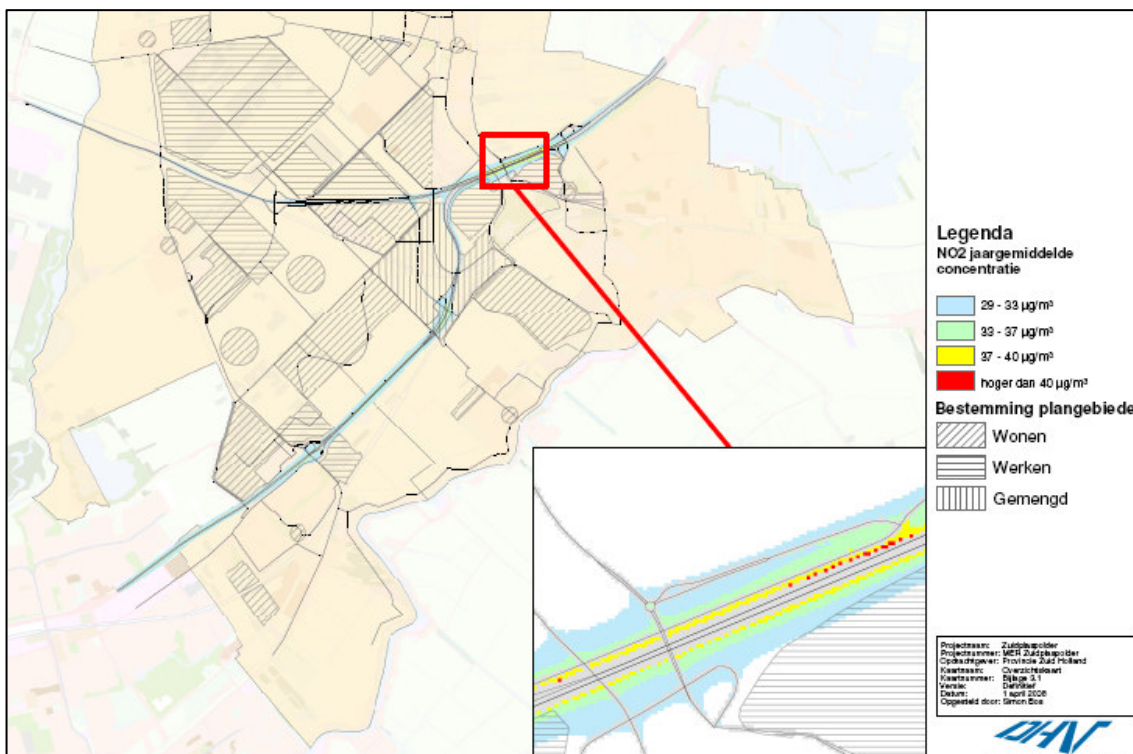 Legenda
NO2 jaargemiddelde
concentratie
29 - 33 µg/m³
33 - 37 µg/m³
37 - 40 µg/m³
hoger dan 40 µg/m³
Bestemming plangebiede
Wonen
Werken
Gemengd
Projectnaam: Zuidplaspolder
Projectnummer: MER Zuidplaspolder
Opdrachtgever: Provincie Zuid Holland
Kaartnaam: Overzichtskaart
Kaartnummer: Bijlage 3.1
Versie: Definitief
Datum: 1 april
Opgesteld door: Simon Bos
DHV